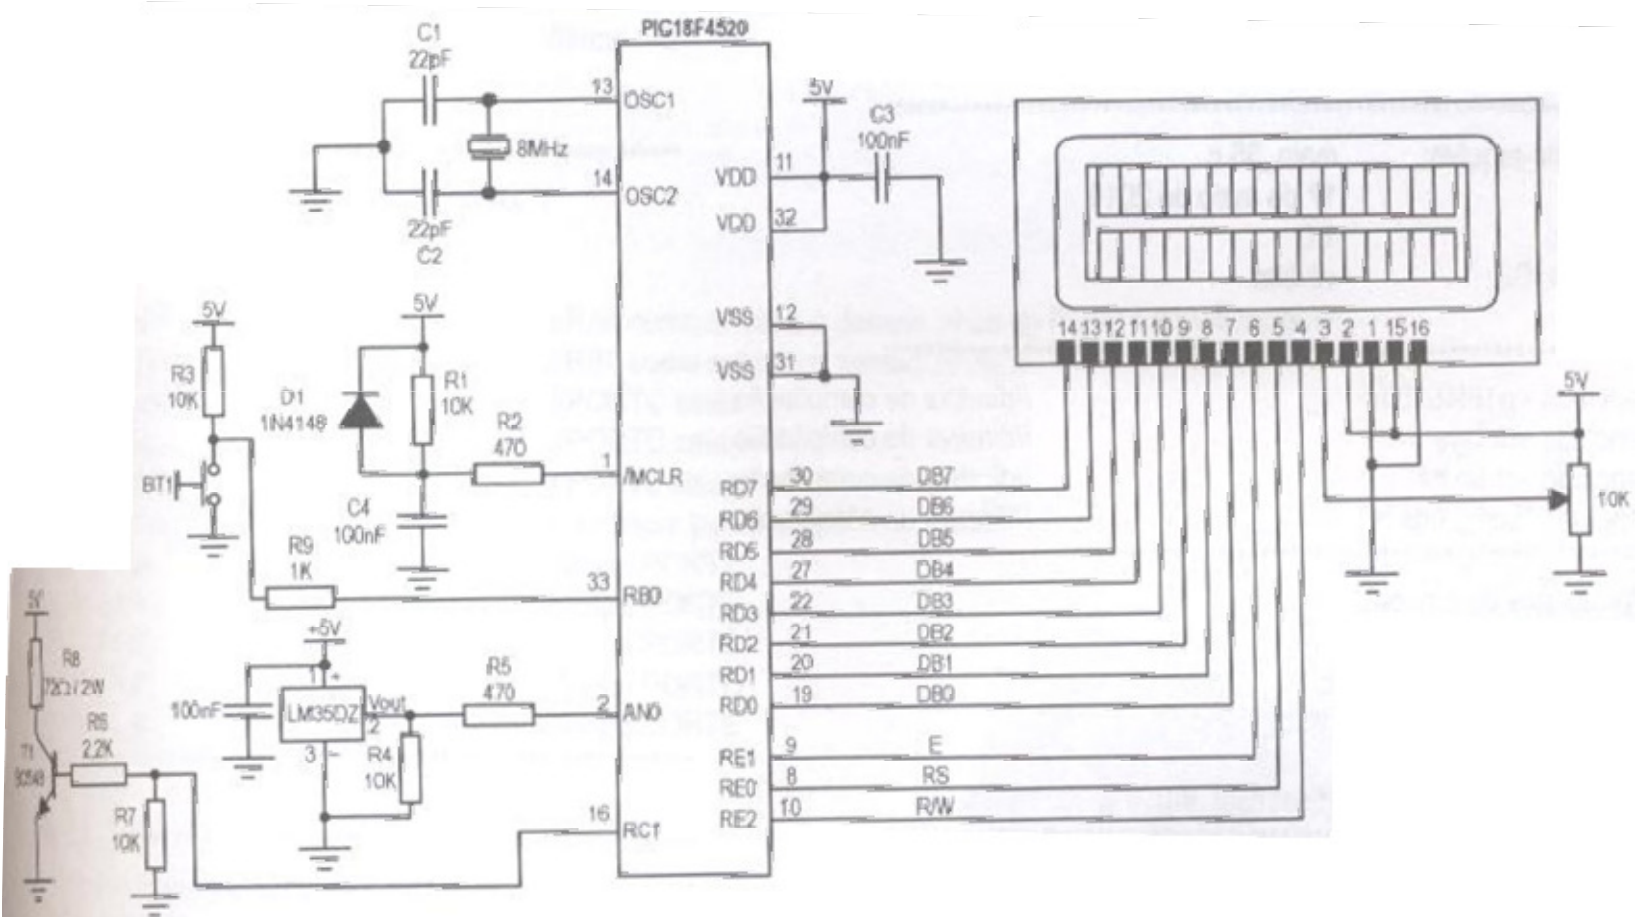 PIC18F4520
C1
22pF
13
OSC1
8MHz
14
OSC2
22pF
C2
5V
C3
100nF
11
VDD
VDD
32
VSS
12
VSS
31
14 13 12 11 10 9 8 7 6 5 4 3 2 1 15 16
5V
10K
5V
R3
10K
BT1
5V
D1
1N4148
R1
10K
R2
470
1
/MCLR
C4
100nF
R9
1K
33
RB0
RD7
30
DB7
RD6
29
DB6
RD5
28
DB5
RD4
27
DB4
RD3
22
DB3
RD2
21
DB2
RD1
20
DB1
RD0
19
DB0
RE1
9
E
RE0
8
RS
RE2
10
R/W
+5V
1
+
100nF
LM35DZ
Vout
2
3
-
R5
470
2
AN0
R4
10K
16
RC1
5V
R8
R6
2.2K
T1
R7
10K